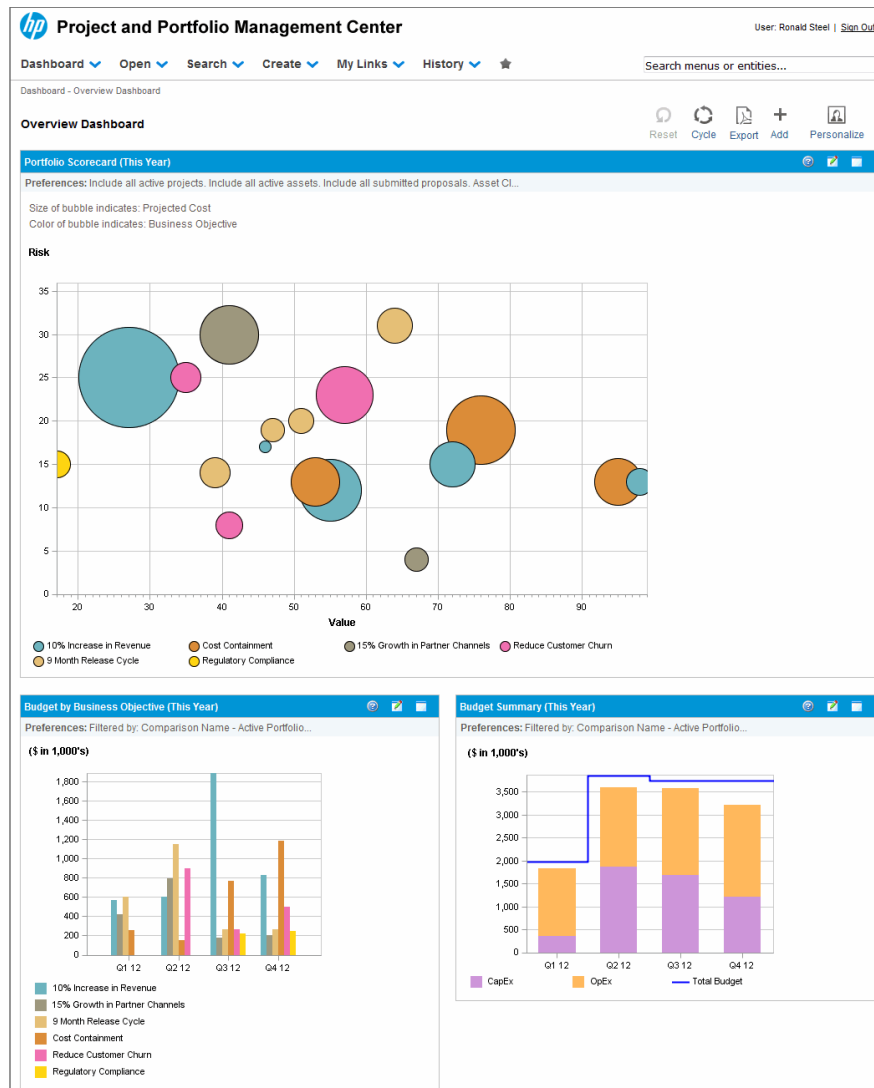 hp Project and Portfolio Management Center
User: Ronald Steel | Sign Out
Dashboard Open Search Create My Links History
Search menus or entities...
Dashboard - Overview Dashboard
Overview Dashboard
Reset Cycle Export Add Personalize
Portfolio Scorecard (This Year)
Preferences: Include all active projects. Include all active assets. Include all submitted proposals. Asset Cl...
Size of bubble indicates: Projected Cost
Color of bubble indicates: Business Objective
Risk
35
30
25
20
15
10
5
0
20 30 40 50 60 70 80 90
Value
10% Increase in Revenue Cost Containment 15% Growth in Partner Channels Reduce Customer Churn
9 Month Release Cycle Regulatory Compliance
Budget by Business Objective (This Year)
Preferences: Filtered by: Comparison Name - Active Portfolio...
($ in 1,000's)
1,800
1,600
1,400
1,200
1,000
800
600
400
200
0
Q1 12 Q2 12 Q3 12 Q4 12
10% Increase in Revenue
15% Growth in Partner Channels
9 Month Release Cycle
Cost Containment
Reduce Customer Churn
Regulatory Compliance
Budget Summary (This Year)
Preferences: Filtered by: Comparison Name - Active Portfolio...
($ in 1,000's)
3,500
3,000
2,500
2,000
1,500
1,000
500
0
Q1 12 Q2 12 Q3 12 Q4 12
CapEx OpEx Total Budget